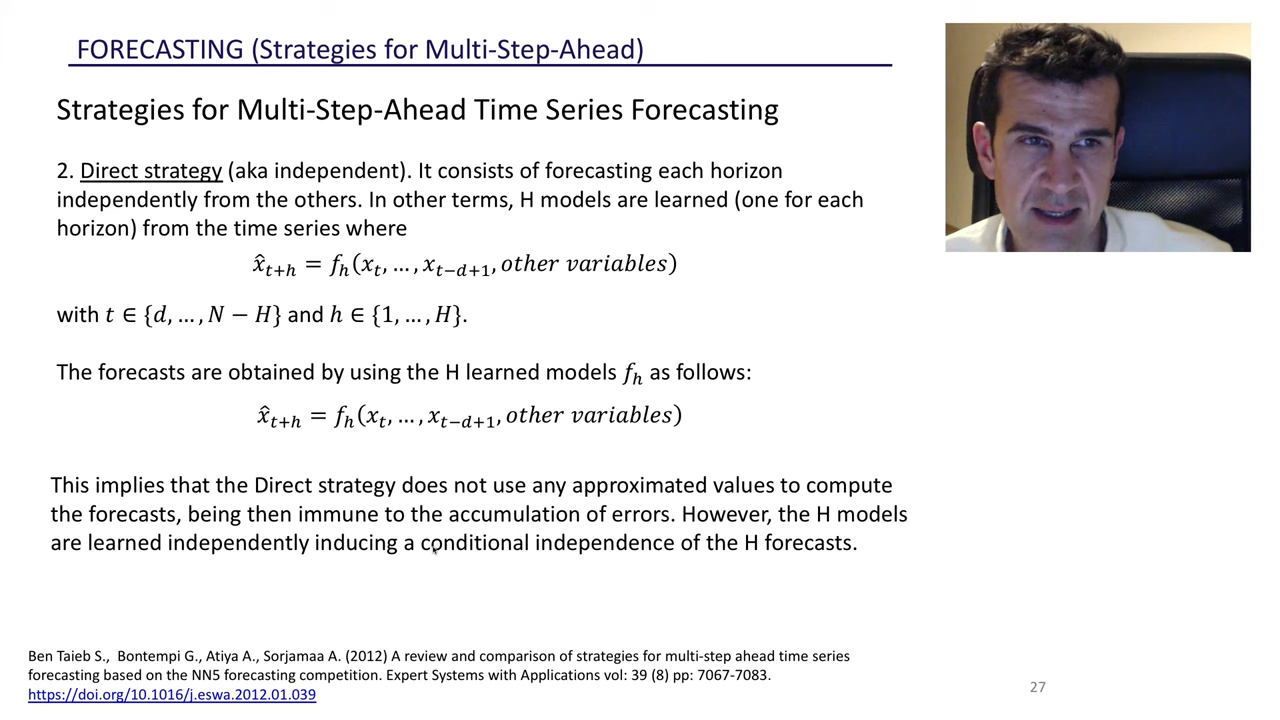 FORECASTING (Strategies for Multi-Step-Ahead)
Strategies for Multi-Step-Ahead Time Series Forecasting
2. Direct strategy (aka independent). It consists of forecasting each horizon
independently from the others. In other terms, H models are learned (one for each
horizon) from the time series where
x̂_{t+h} = f_h(x_t, …, x_{t−d+1}, other variables)
with t ∈ {d, …, N − H} and h ∈ {1, …, H}.
The forecasts are obtained by using the H learned models f_h as follows:
x̂_{t+h} = f_h(x_t, …, x_{t−d+1}, other variables)
This implies that the Direct strategy does not use any approximated values to compute
the forecasts, being then immune to the accumulation of errors. However, the H models
are learned independently inducing a conditional independence of the H forecasts.
Ben Taieb S., Bontempi G., Atiya A., Sorjamaa A. (2012) A review and comparison of strategies for multi-step ahead time series
forecasting based on the NN5 forecasting competition. Expert Systems with Applications vol: 39 (8) pp: 7067-7083.
https://doi.org/10.1016/j.eswa.2012.01.039
27